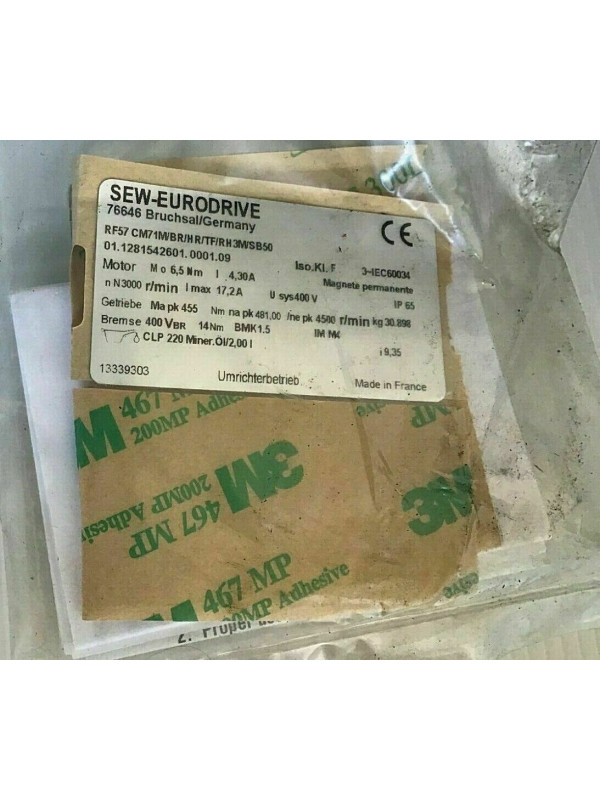 300L
SEW-EURODRIVE
76646 Bruchsal/Germany
CE
RF57 CM71M/BR/HR/TF/RH3M/SB50
01.1281542601.0001.09
Iso.Kl. F 3~IEC60034
Motor Mo 6,5 Nm I 4,30A Magnete permanente
n N3000 r/min I max 17,2A U sys400 V IP 65
Getriebe Ma pk 455 Nm na pk 481,00 /ne pk 4500 r/min kg 30.898
Bremse 400 VBR 14Nm BMK1.5 IM M4
CLP 220 Miner.Öl/2,00 l i 9,35
13339303 Umrichterbetrieb Made in France
467 MP
200MP Adhesive
3M
467 MP
200MP Adhesive
3M
467 MP
200MP Adhesive
2. Proper